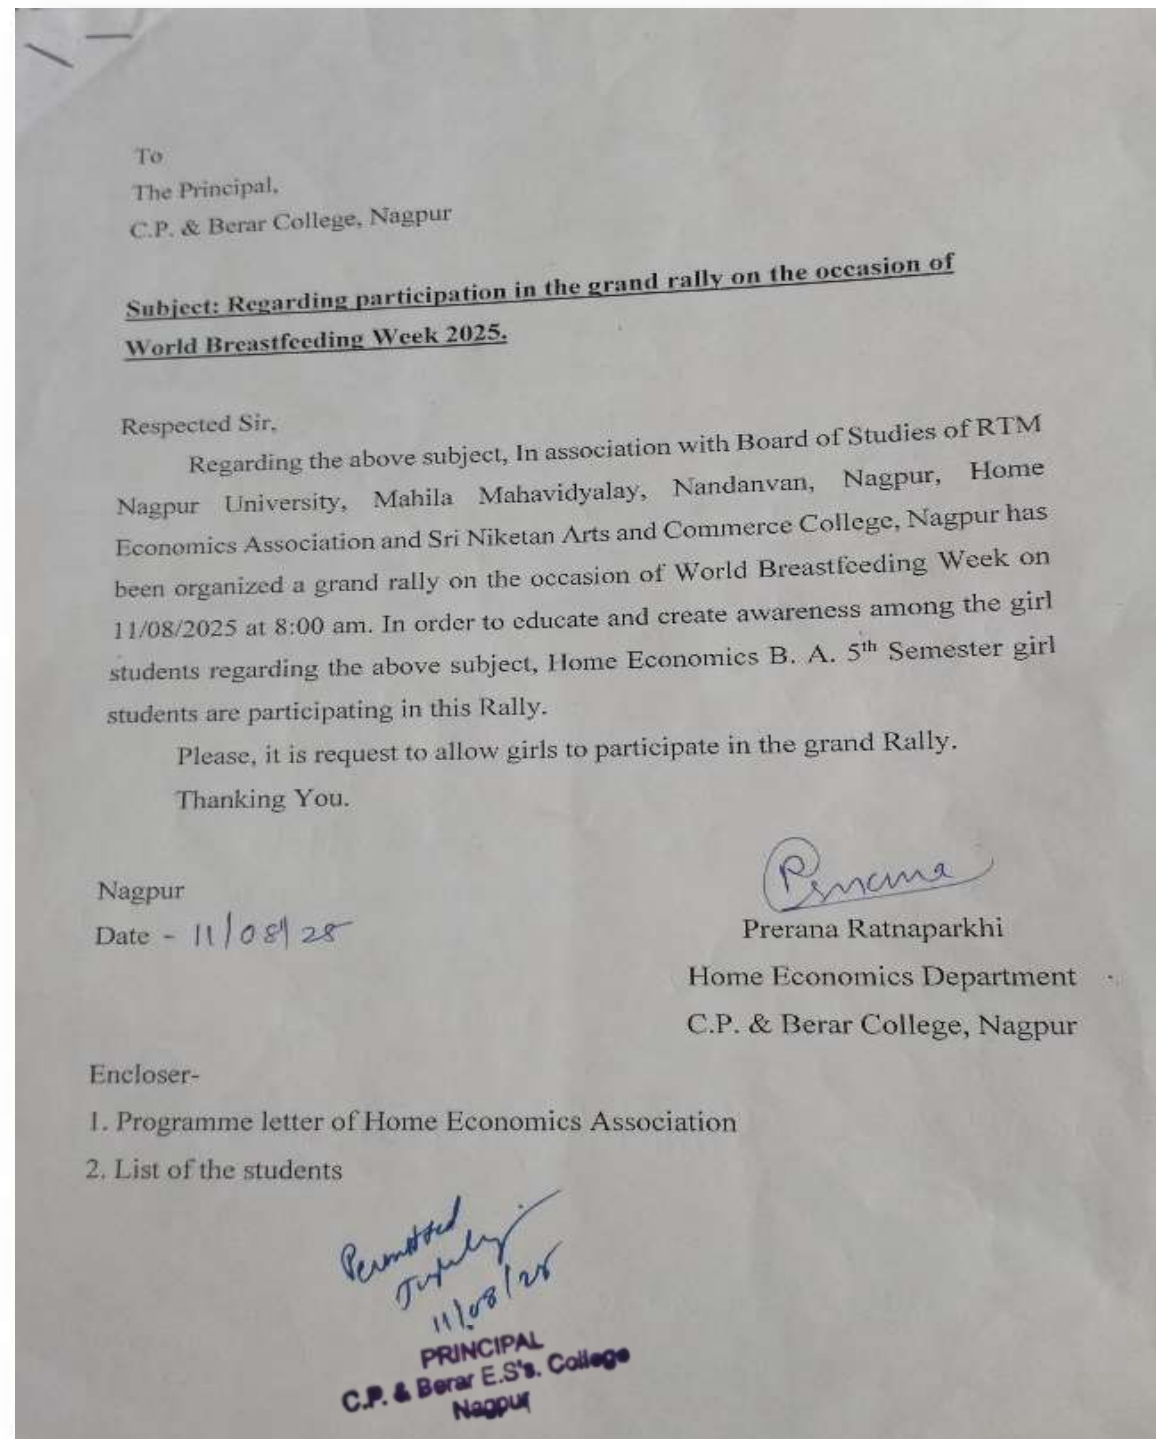 To
The Principal,
C.P. & Berar College, Nagpur
Subject: Regarding participation in the grand rally on the occasion of
World Breastfeeding Week 2025.
Respected Sir,
Regarding the above subject, In association with Board of Studies of RTM
Nagpur University, Mahila Mahavidyalay, Nandanvan, Nagpur, Home
Economics Association and Sri Niketan Arts and Commerce College, Nagpur has
been organized a grand rally on the occasion of World Breastfeeding Week on
11/08/2025 at 8:00 am. In order to educate and create awareness among the girl
students regarding the above subject, Home Economics B. A. 5th Semester girl
students are participating in this Rally.
Please, it is request to allow girls to participate in the grand Rally.
Thanking You.
Nagpur
Date - 11/08/25
Prerana
Prerana Ratnaparkhi
Home Economics Department
C.P. & Berar College, Nagpur
Encloser-
1. Programme letter of Home Economics Association
2. List of the students
Permitted
11/08/25
PRINCIPAL
C.P. & Berar E.S's. College
Nagpur